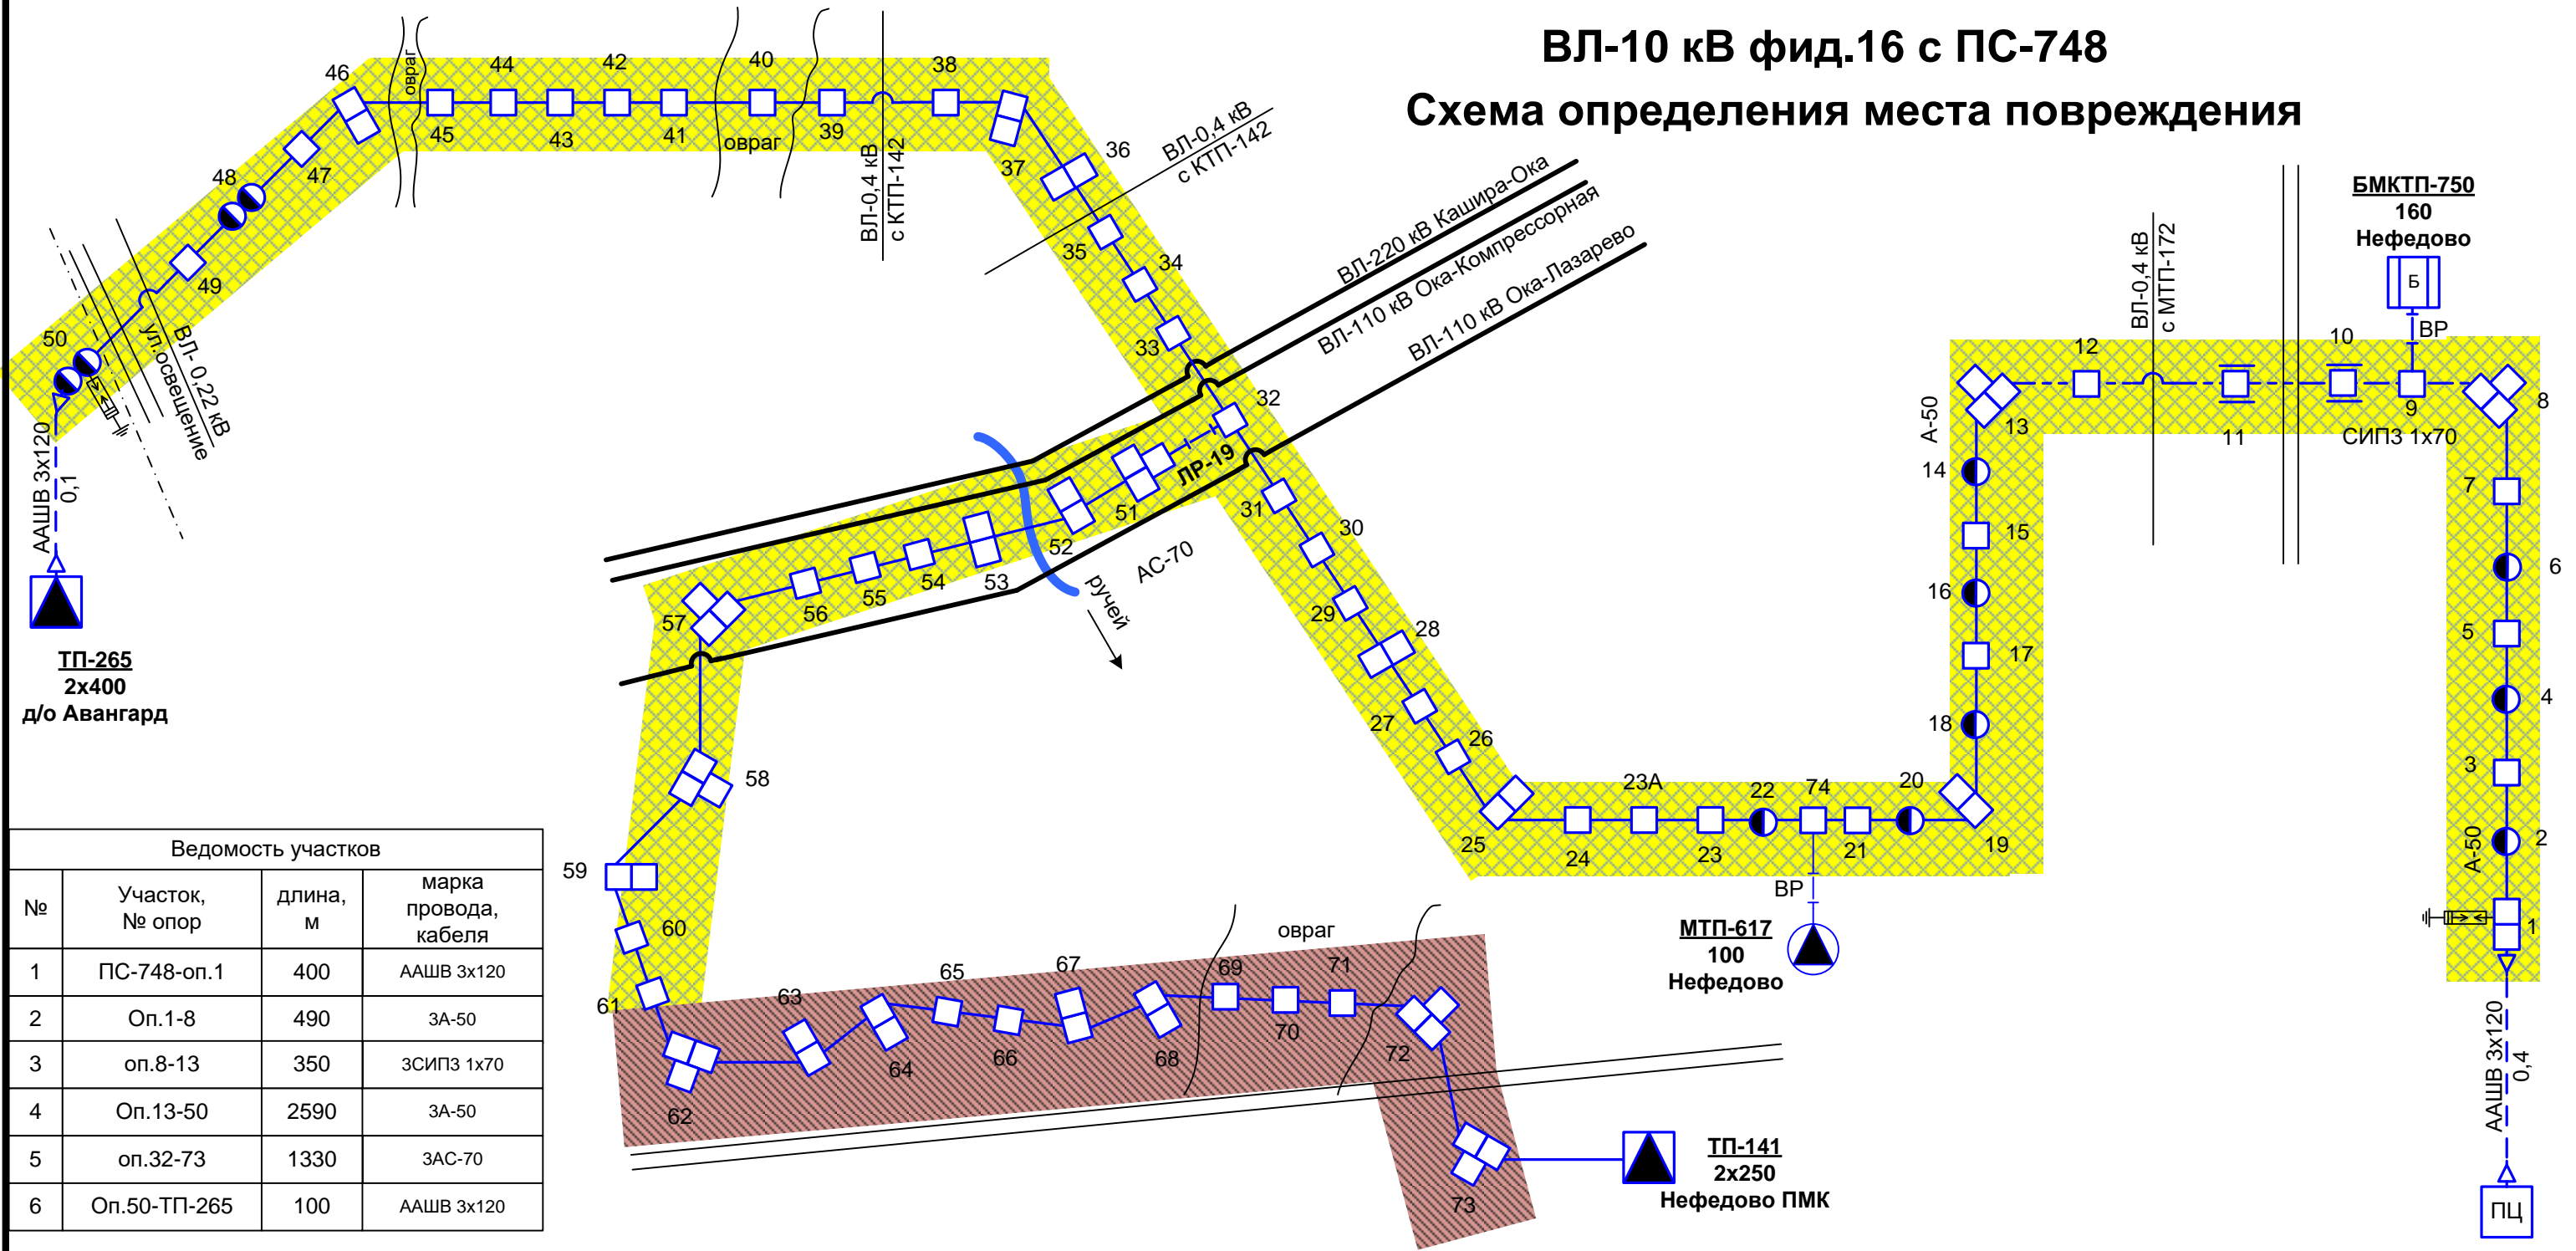 ВЛ-10 кВ фид.16 с ПС-748
Схема определения места повреждения
46
овраг
44
42
40
38
45
43
41
овраг
39
37
36
ВЛ-0,4 кВ
с КТП-142
ВЛ-0,4 кВ
с КТП-142
48
47
49
50
ВЛ- 0,22 кВ
ул.освещение
ААШВ 3х120
0,1
ТП-265
2х400
д/о Авангард
35
34
33
32
ВЛ-220 кВ Кашира-Ока
ВЛ-110 кВ Ока-Компрессорная
ВЛ-110 кВ Ока-Лазарево
ЛР-19
31
30
29
28
27
26
25
51
52
53
54
55
56
57
58
59
60
61
ручей
АС-70
БМКТП-750
160
Нефедово
Б
ВР
ВЛ-0,4 кВ
с МТП-172
12
10
11
9
8
СИП3 1х70
13
А-50
14
15
16
17
18
19
7
6
5
4
3
2
А-50
1
23А
22
74
20
24
23
21
ВР
МТП-617
100
Нефедово
ААШВ 3х120
0,4
ПЦ
62
63
64
65
66
67
68
69
70
71
72
73
овраг
ТП-141
2х250
Нефедово ПМК
Ведомость участков
№
Участок,
№ опор
длина,
м
марка
провода,
кабеля
1 ПС-748-оп.1 400 ААШВ 3х120
2 Оп.1-8 490 3А-50
3 оп.8-13 350 3СИП3 1х70
4 Оп.13-50 2590 3А-50
5 оп.32-73 1330 3АС-70
6 Оп.50-ТП-265 100 ААШВ 3х120